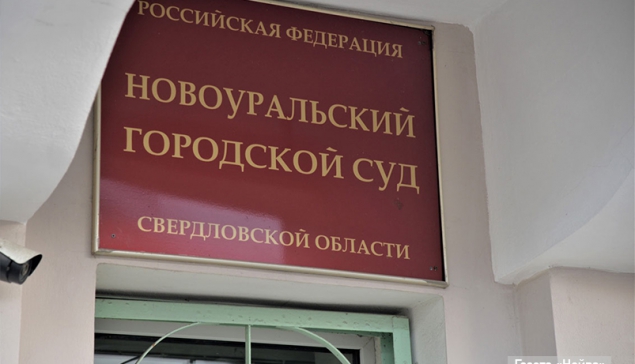 РОССИЙСКАЯ ФЕДЕРАЦИЯ
НОВОУРАЛЬСКИЙ
ГОРОДСКОЙ СУД
СВЕРДЛОВСКОЙ ОБЛАСТИ